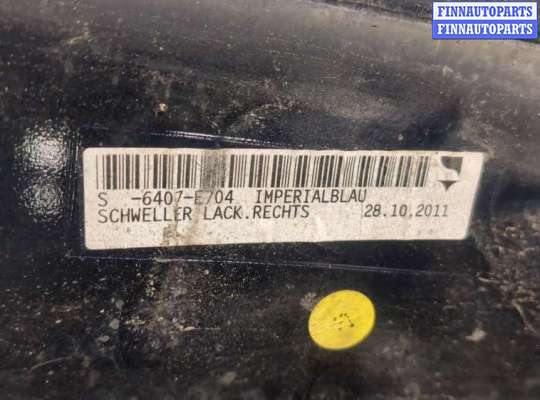 FINNAUTOPARTS
FINNAUTOPARTS
S -6407-E704 IMPERIALBLAU
SCHWELLER LACK.RECHTS 28.10.2011